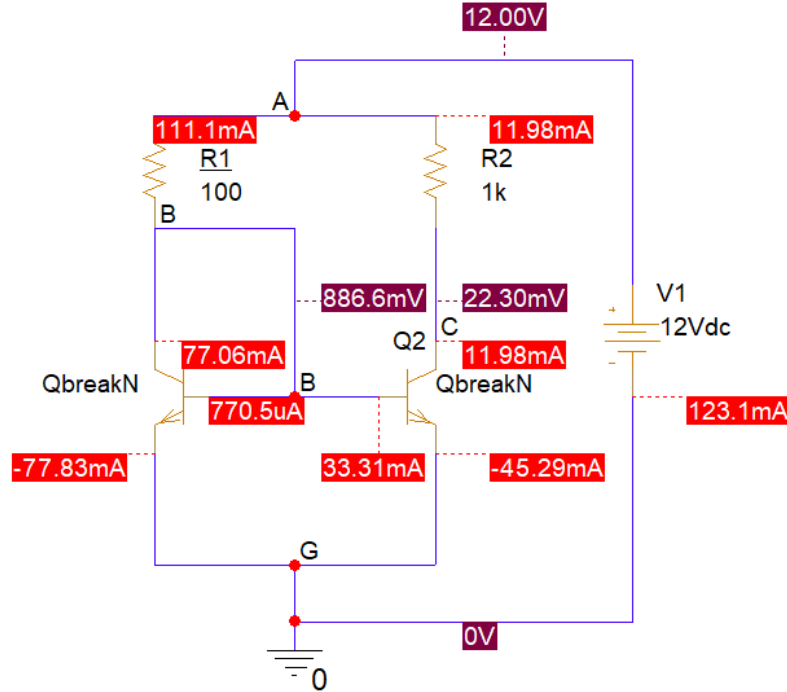 12.00V
A
111.1mA
11.98mA
R1
100
R2
1k
B
886.6mV
22.30mV
V1
+
12Vdc
-
C
Q2
77.06mA
11.98mA
QbreakN
QbreakN
B
770.5uA
123.1mA
-77.83mA
33.31mA
-45.29mA
G
0V
0